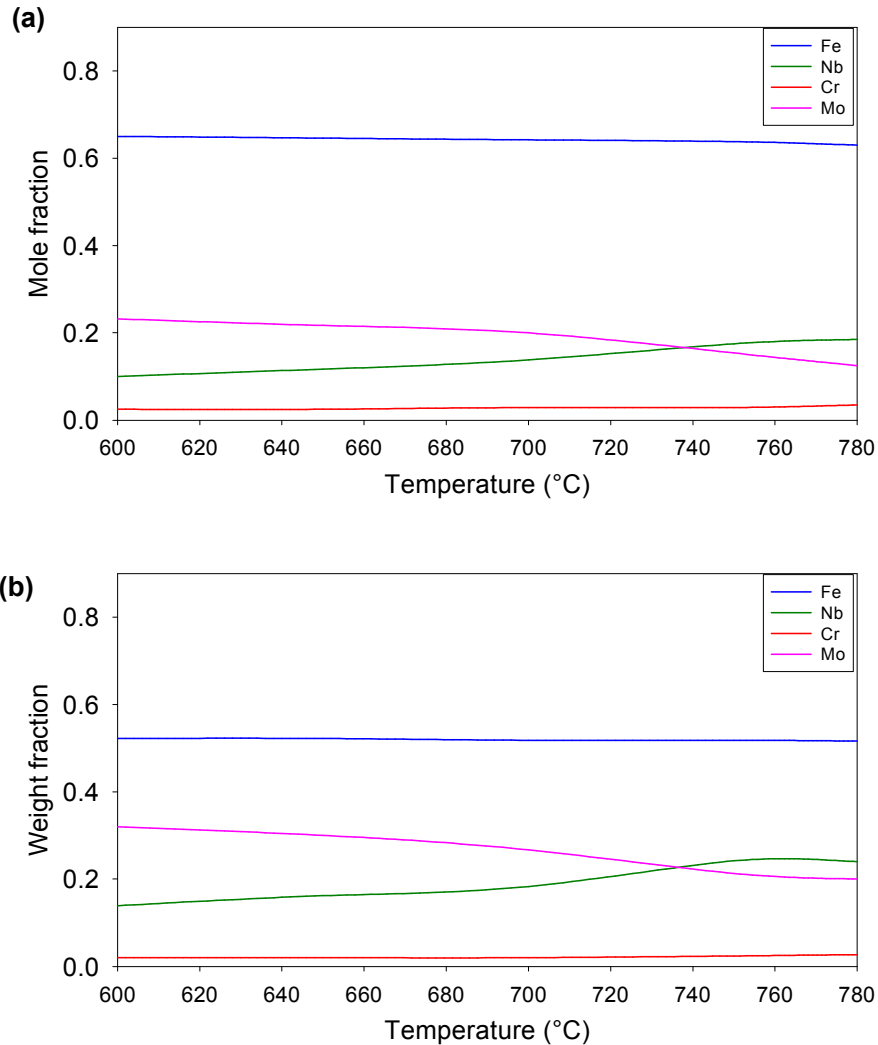 (a)
0.8
0.6
0.4
0.2
0.0
Mole fraction
Fe
Nb
Cr
Mo
600 620 640 660 680 700 720 740 760 780
Temperature (°C)
(b)
0.8
0.6
0.4
0.2
0.0
Weight fraction
Fe
Nb
Cr
Mo
600 620 640 660 680 700 720 740 760 780
Temperature (°C)